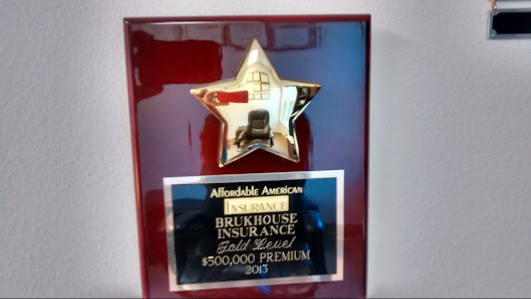 Affordable American
INSURANCE
BRUKHOUSE
INSURANCE
Gold Level
$500,000 PREMIUM
2013